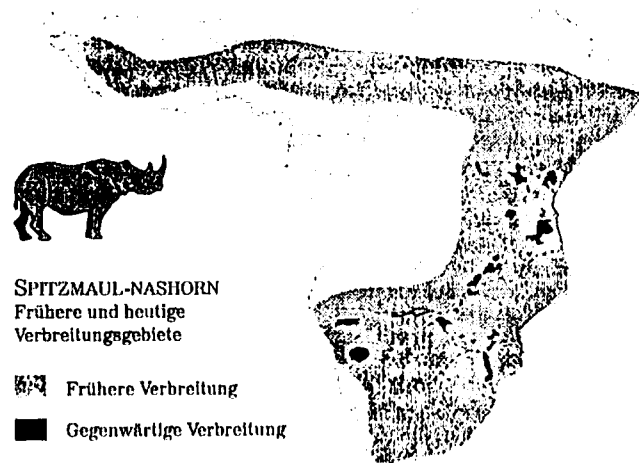 SPITZMAUL-NASHORN
Frühere und heutige
Verbreitungsgebiete
Frühere Verbreitung
Gegenwärtige Verbreitung